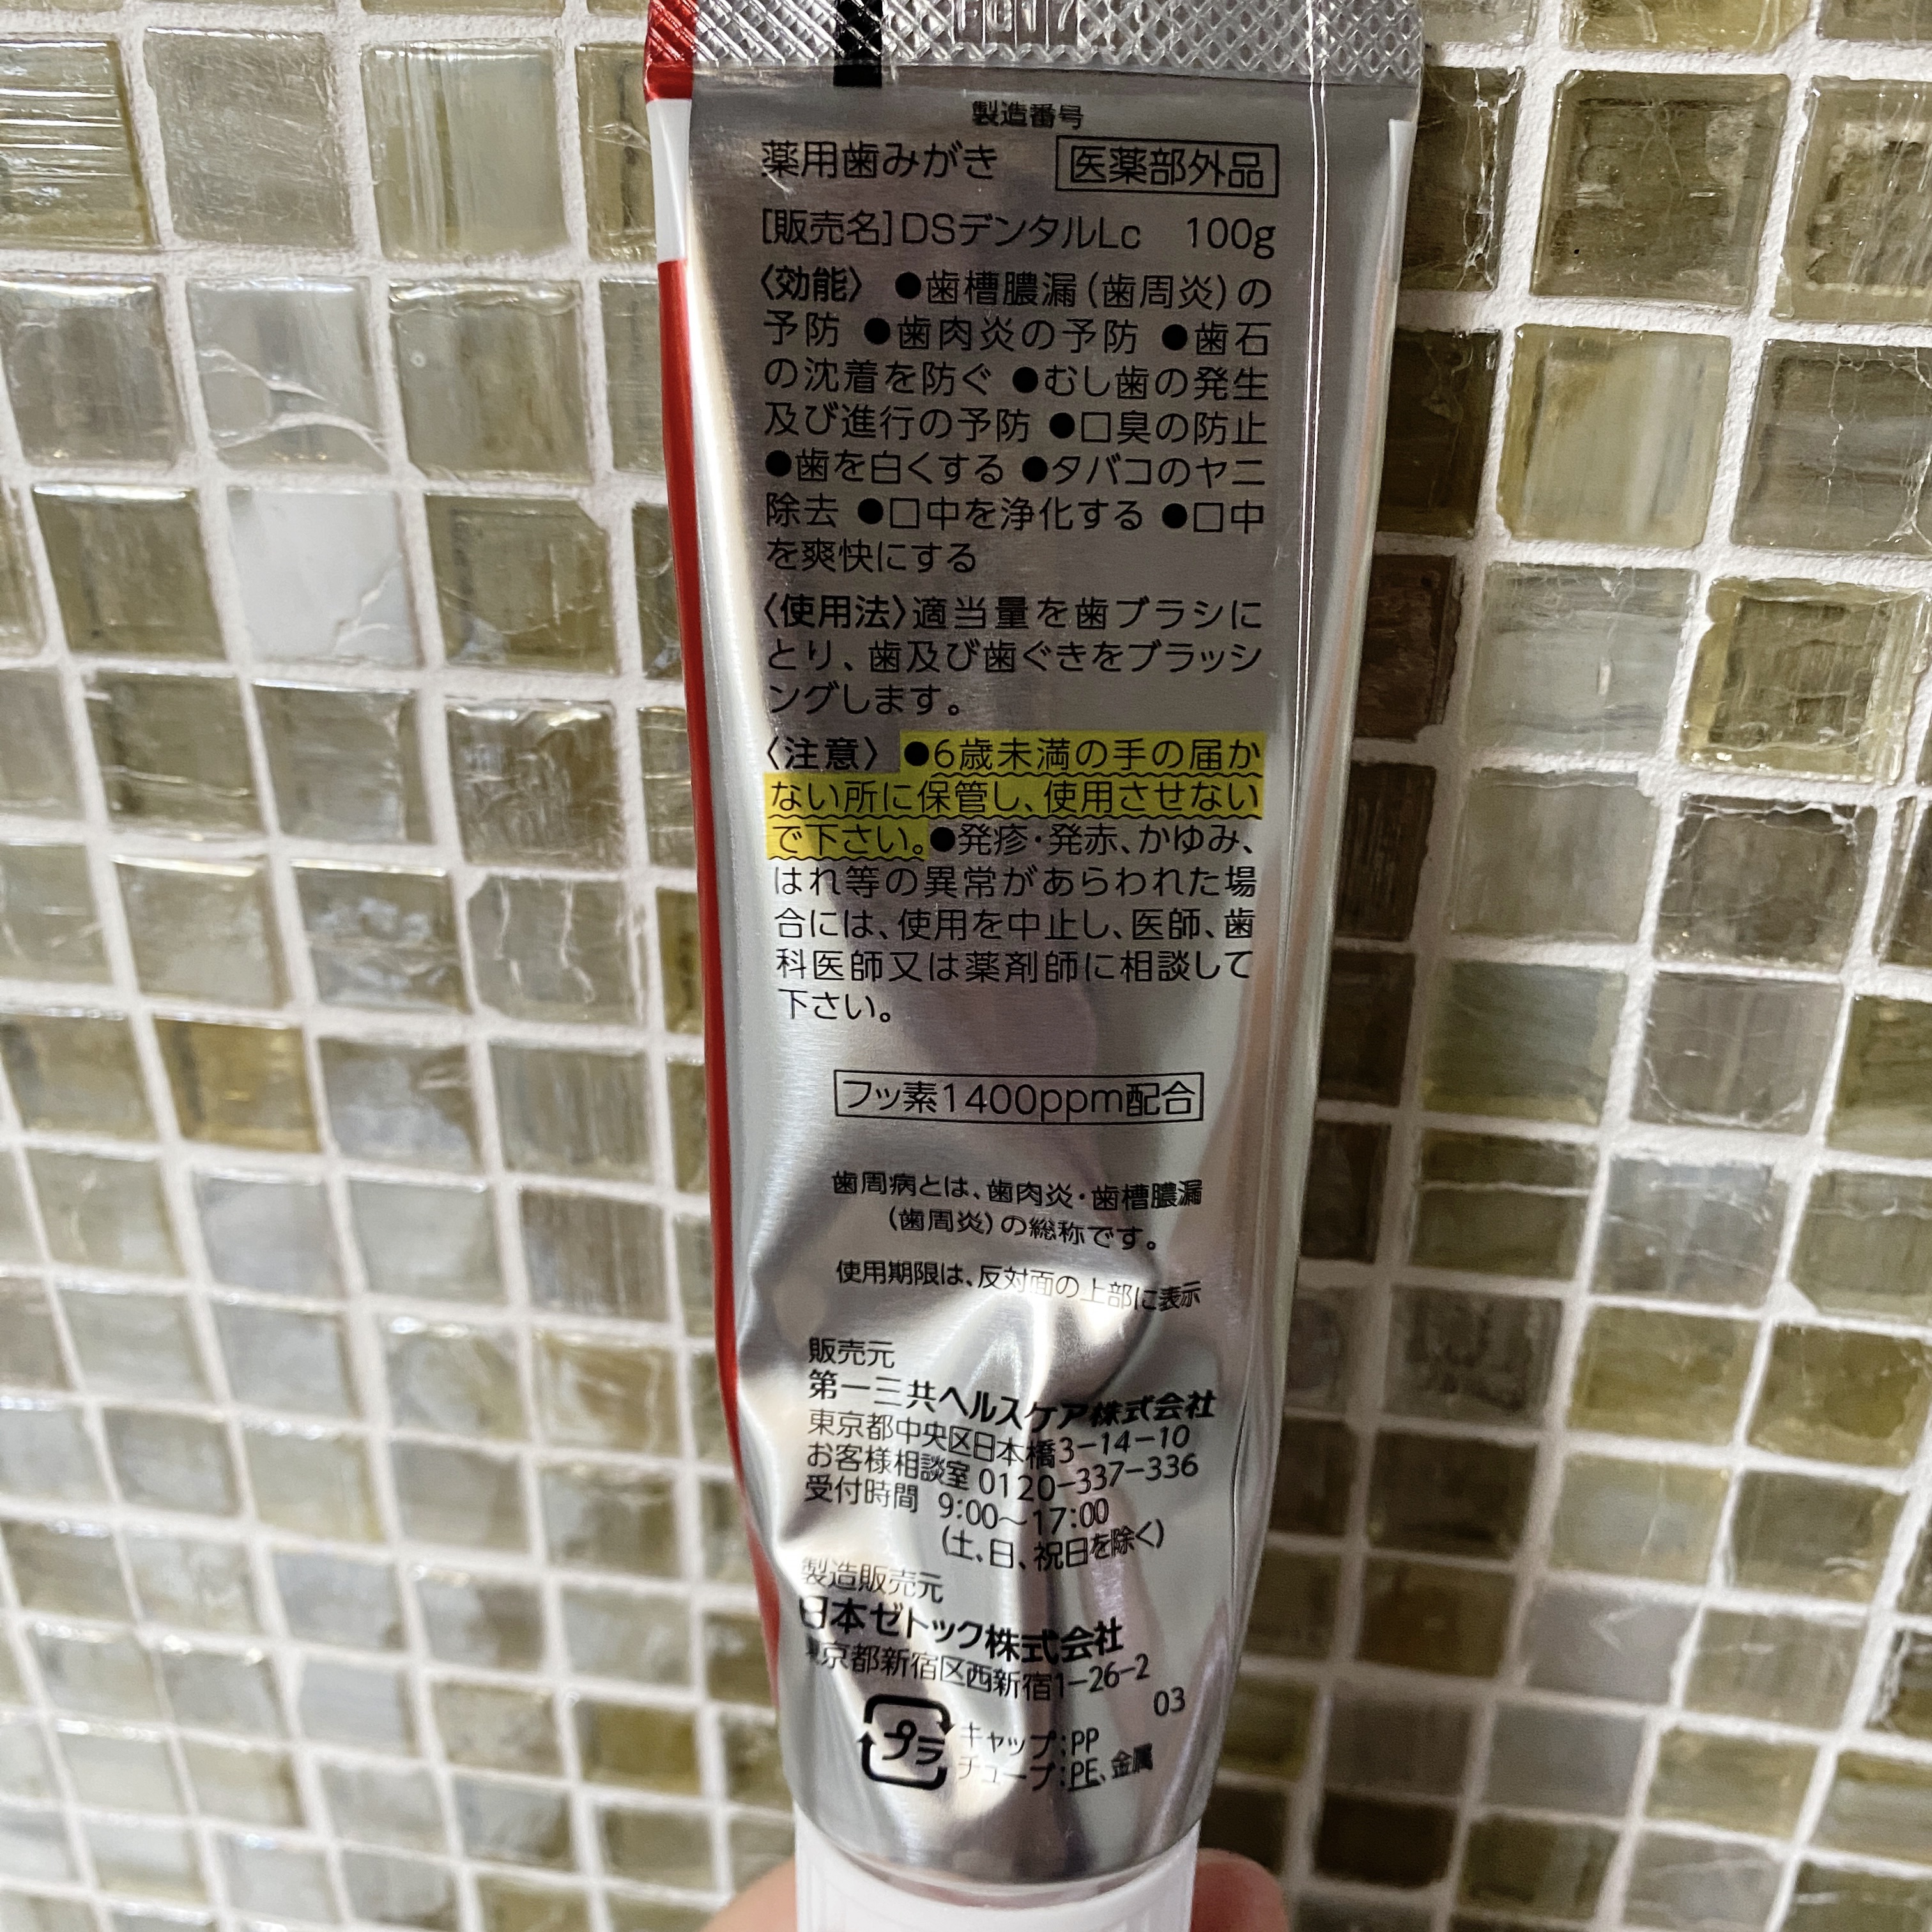 製造番号
薬用歯みがき 医薬部外品
[販売名]DSデンタルLc 100g
〈効能〉 ●歯槽膿漏(歯周炎)の
予防 ●歯肉炎の予防 ●歯石
の沈着を防ぐ ●むし歯の発生
及び進行の予防 ●口臭の防止
●歯を白くする ●タバコのヤニ
除去 ●口中を浄化する ●口中
を爽快にする
〈使用法〉適当量を歯ブラシに
とり、歯及び歯ぐきをブラッシ
ングします。
〈注意〉 ●6歳未満の手の届か
ない所に保管し、使用させない
で下さい。●発疹・発赤、かゆみ、
はれ等の異常があらわれた場
合には、使用を中止し、医師、歯
科医師又は薬剤師に相談して
下さい。
フッ素1400ppm配合
歯周病とは、歯肉炎・歯槽膿漏
(歯周炎)の総称です。
使用期限は、反対面の上部に表示
販売元
第一三共ヘルスケア株式会社
東京都中央区日本橋3-14-10
お客様相談室 0120-337-336
受付時間 9:00〜17:00
(土、日、祝日を除く)
製造販売元
日本ゼトック株式会社
東京都新宿区西新宿1-26-2
03
プラ
キャップ:PP
チューブ:PE、金属